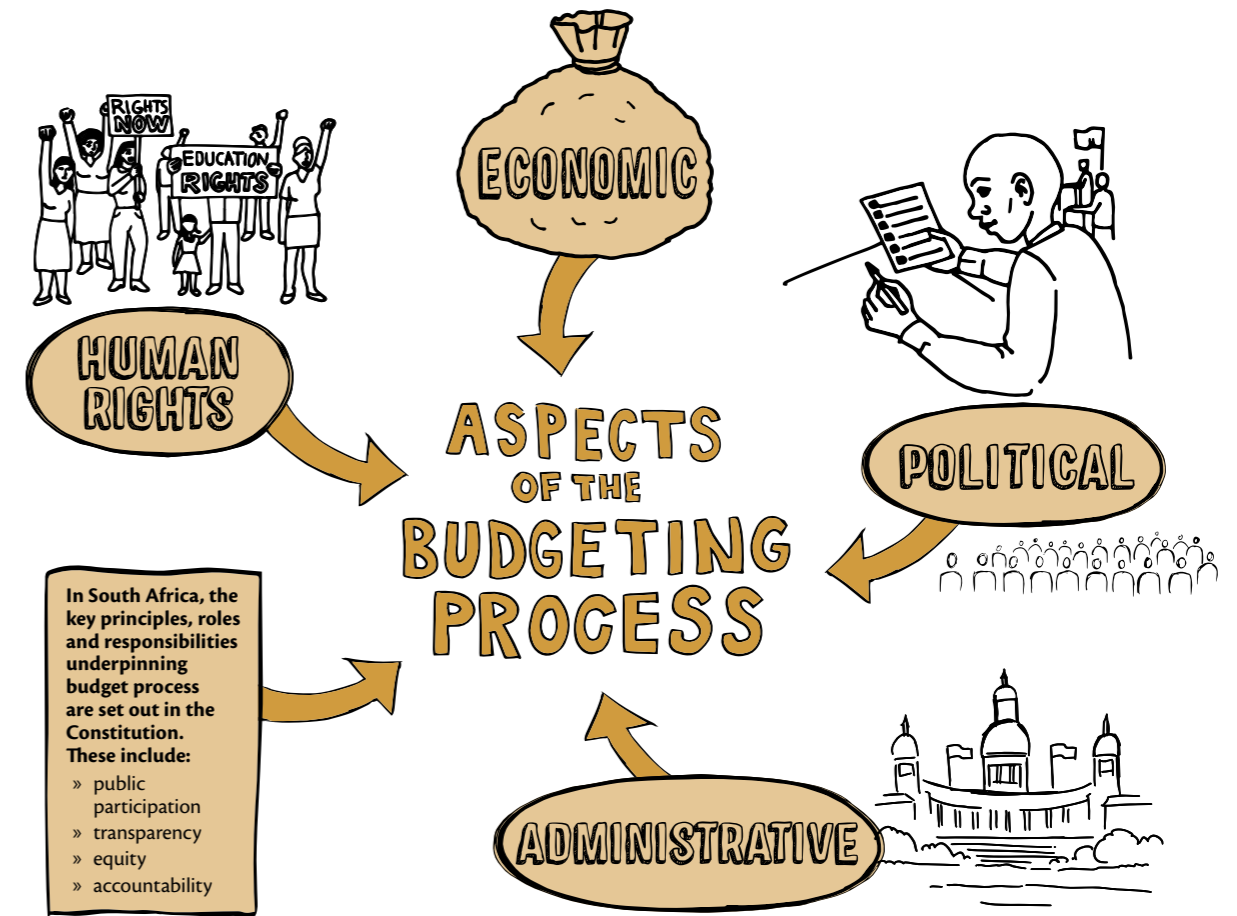 RIGHTS
NOW
EDUCATION
RIGHTS
ECONOMIC
HUMAN
RIGHTS
POLITICAL
ASPECTS
OF THE
BUDGETING
PROCESS
In South Africa, the
key principles, roles
and responsibilities
underpinning
budget process
are set out in the
Constitution.
These include:
» public
participation
» transparency
» equity
» accountability
ADMINISTRATIVE